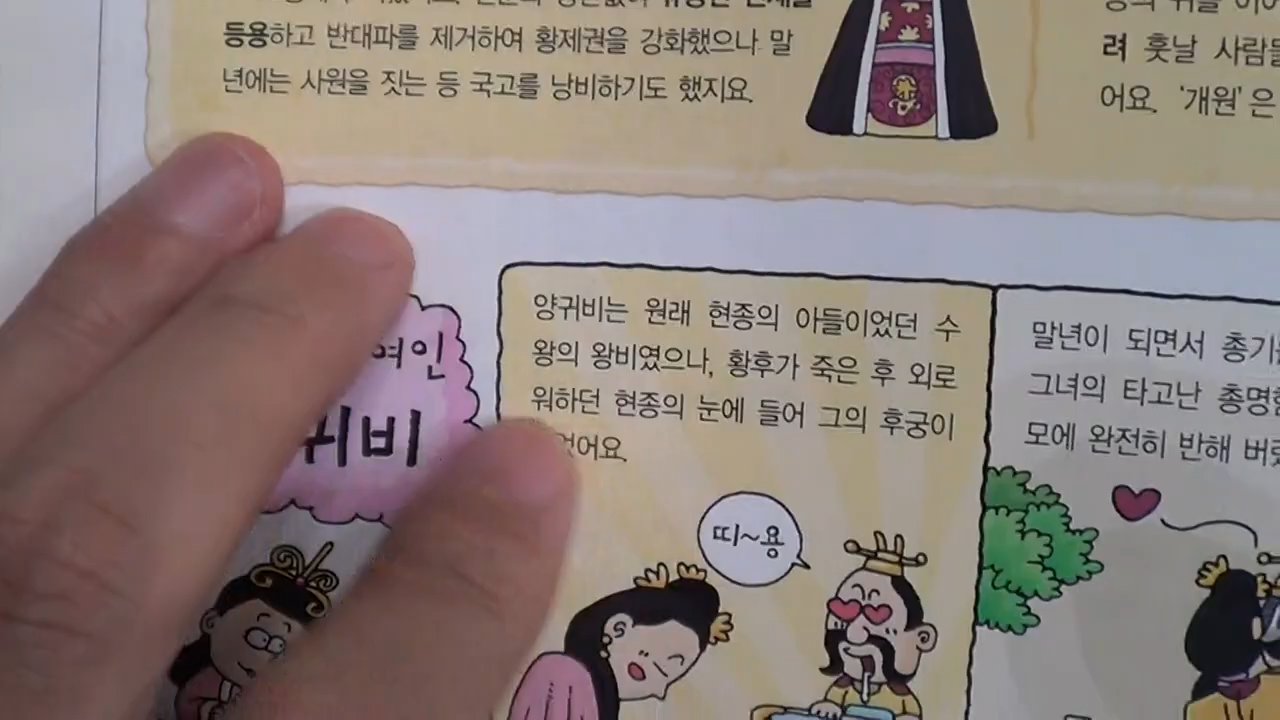 등용하고 반대파를 제거하여 황제권을 강화했으나 말
년에는 사원을 짓는 등 국고를 낭비하기도 했지요.
려 훗날 사람들
어요. '개원'은
여인
귀비
양귀비는 원래 현종의 아들이었던 수
왕의 왕비였으나, 황후가 죽은 후 외로
워하던 현종의 눈에 들어 그의 후궁이
었어요.
띠~용
말년이 되면서 총기
그녀의 타고난 총명
모에 완전히 반해 버